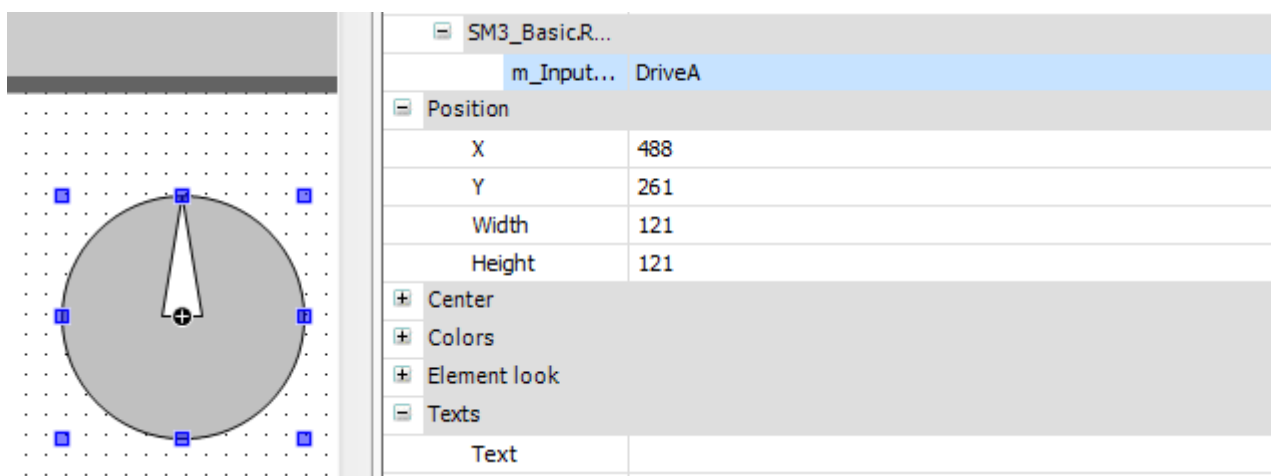 SM3_Basic.R...
m_Input... DriveA
Position
X 488
Y 261
Width 121
Height 121
Center
Colors
Element look
Texts
Text